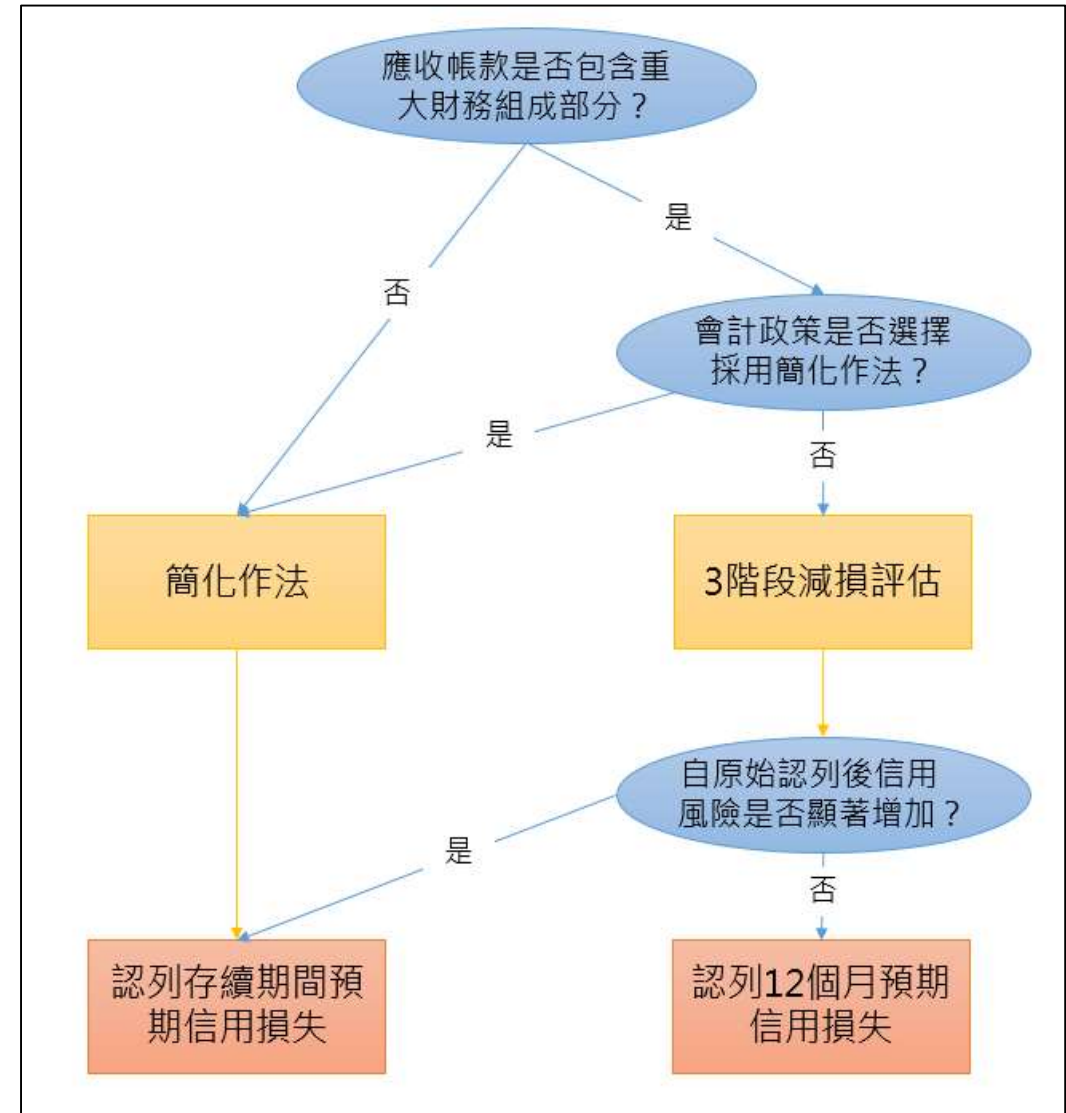 應收帳款是否包含重
大財務組成部分？
是
否
會計政策是否選擇
採用簡化作法？
是
否
簡化作法
3階段減損評估
自原始認列後信用
風險是否顯著增加？
是
否
認列存續期間預
期信用損失
認列12個月預期
信用損失